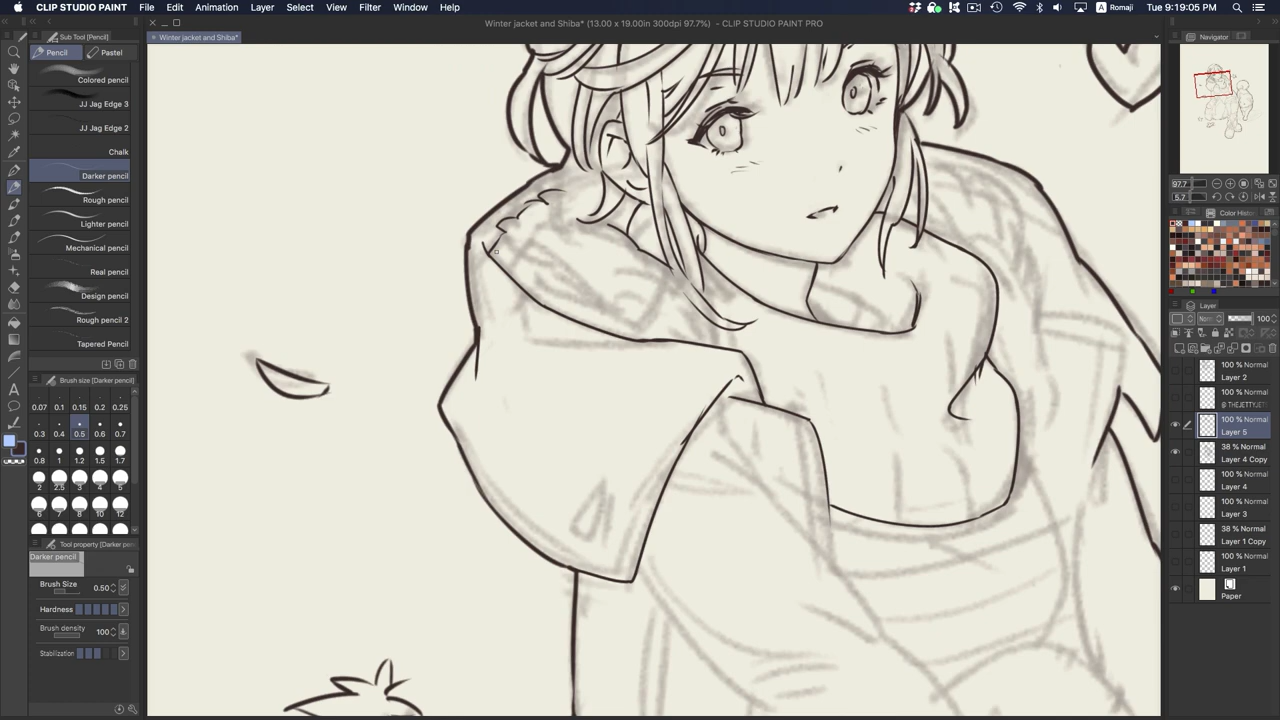 CLIP STUDIO PAINT PRO File Edit Animation Layer Select View Filter Window Help Romaji Tue 9:19:05 PM
Winter jacket and Shiba* (13.00 x 19.00in 300dpi 97.7%) - CLIP STUDIO PAINT PRO
Sub Tool [Pencil]
Winter jacket and Shiba*
Navigator
Pencil Pastel
Colored pencil
JJ Jag Edge 3
JJ Jag Edge 2
Chalk
Darker pencil
Rough pencil
Lighter pencil
Mechanical pencil
Real pencil
Design pencil
Rough pencil 2
Tapered Pencil
Brush size [Darker pencil]
0.07 0.1 0.15 0.2 0.25
0.3 0.4 0.5 0.6 0.7
0.8 1 1.2 1.5 1.7
2 2.5 3 4 5
6 7 8 10 12
Tool property [Darker pen
Darker pencil
Brush Size 0.50
Hardness
Brush density 100
Stabilization
97.7
5.7
Color Histo
Layer
Norm 100
100 % Normal
Layer 2
100 % Normal
@ THEJETTYJET
100 % Normal
Layer 5
38 % Normal
Layer 4 Copy
100 % Normal
Layer 4
100 % Normal
Layer 3
38 % Normal
Layer 1 Copy
100 % Normal
Layer 1
Paper